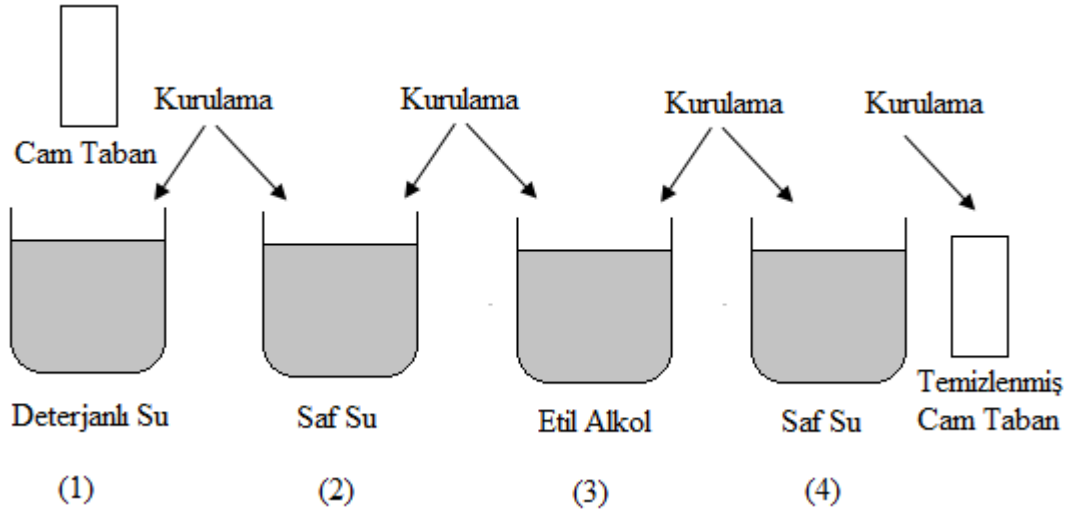 Cam Taban
Kurulama
Kurulama
Kurulama
Kurulama
Deterjanlı Su
Saf Su
Etil Alkol
Saf Su
Temizlenmiş
Cam Taban
(1)
(2)
(3)
(4)